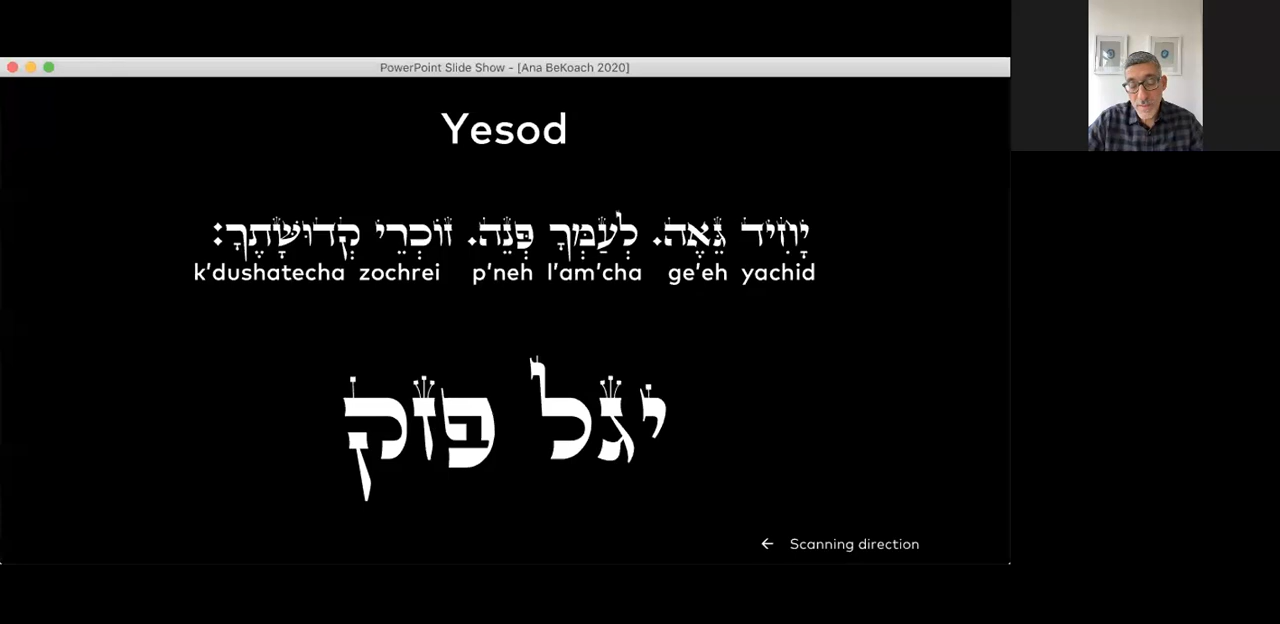 PowerPoint Slide Show - [Ana BeKoach 2020]
Yesod
יָחִיד גֵּאֶה. לְעַמְּךָ פְּנֵה. זוֹכְרֵי קְדוּשָּׁתֶךָ:
k'dushatecha zochrei p'neh l'am'cha ge'eh yachid
יגל פזק
← Scanning direction